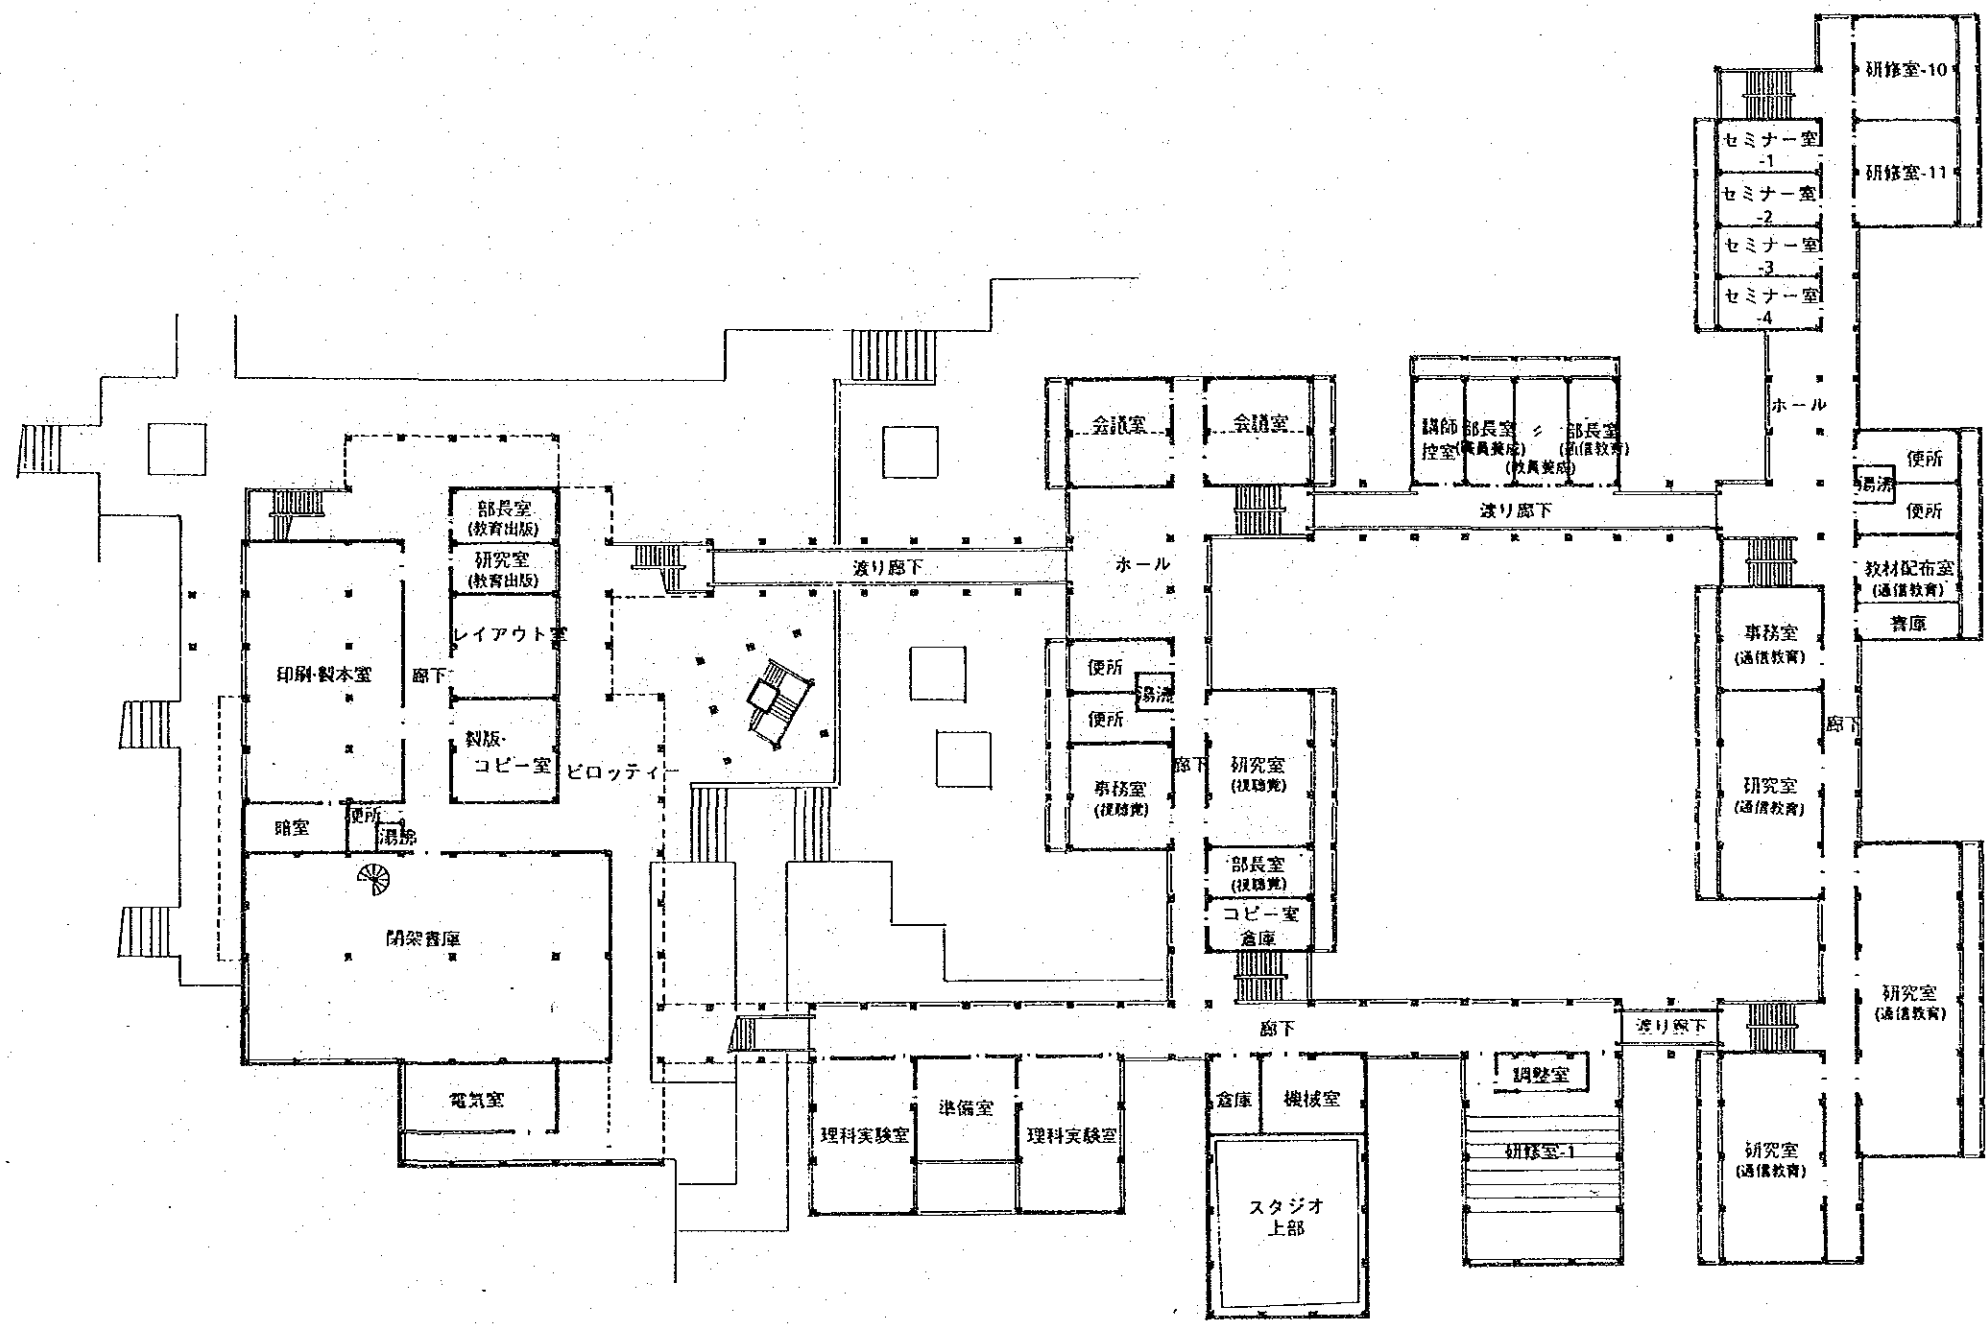 研修室-10
セミナー室
-1
研修室-11
セミナー室
-2
セミナー室
-3
セミナー室
-4
ホール
会議室
会議室
講師
控室
部長室
(教員養成)
〃
(教員養成)
部長室
(通信教育)
便所
湯沸
便所
渡り廊下
部長室
(教育出版)
研究室
(教育出版)
渡り廊下
ホール
教材配布室
(通信教育)
書庫
レイアウト室
事務室
(通信教育)
印刷・製本室
廊下
便所
湯沸
便所
廊下
製版・
コピー室
ピロッティー
事務室
(視聴覚)
廊下
研究室
(視聴覚)
研究室
(通信教育)
暗室
便所
湯沸
部長室
(視聴覚)
コピー室
倉庫
閉架書庫
研究室
(通信教育)
廊下
渡り廊下
電気室
理科実験室
準備室
理科実験室
倉庫
機械室
調整室
研修室-1
研究室
(通信教育)
スタジオ
上部